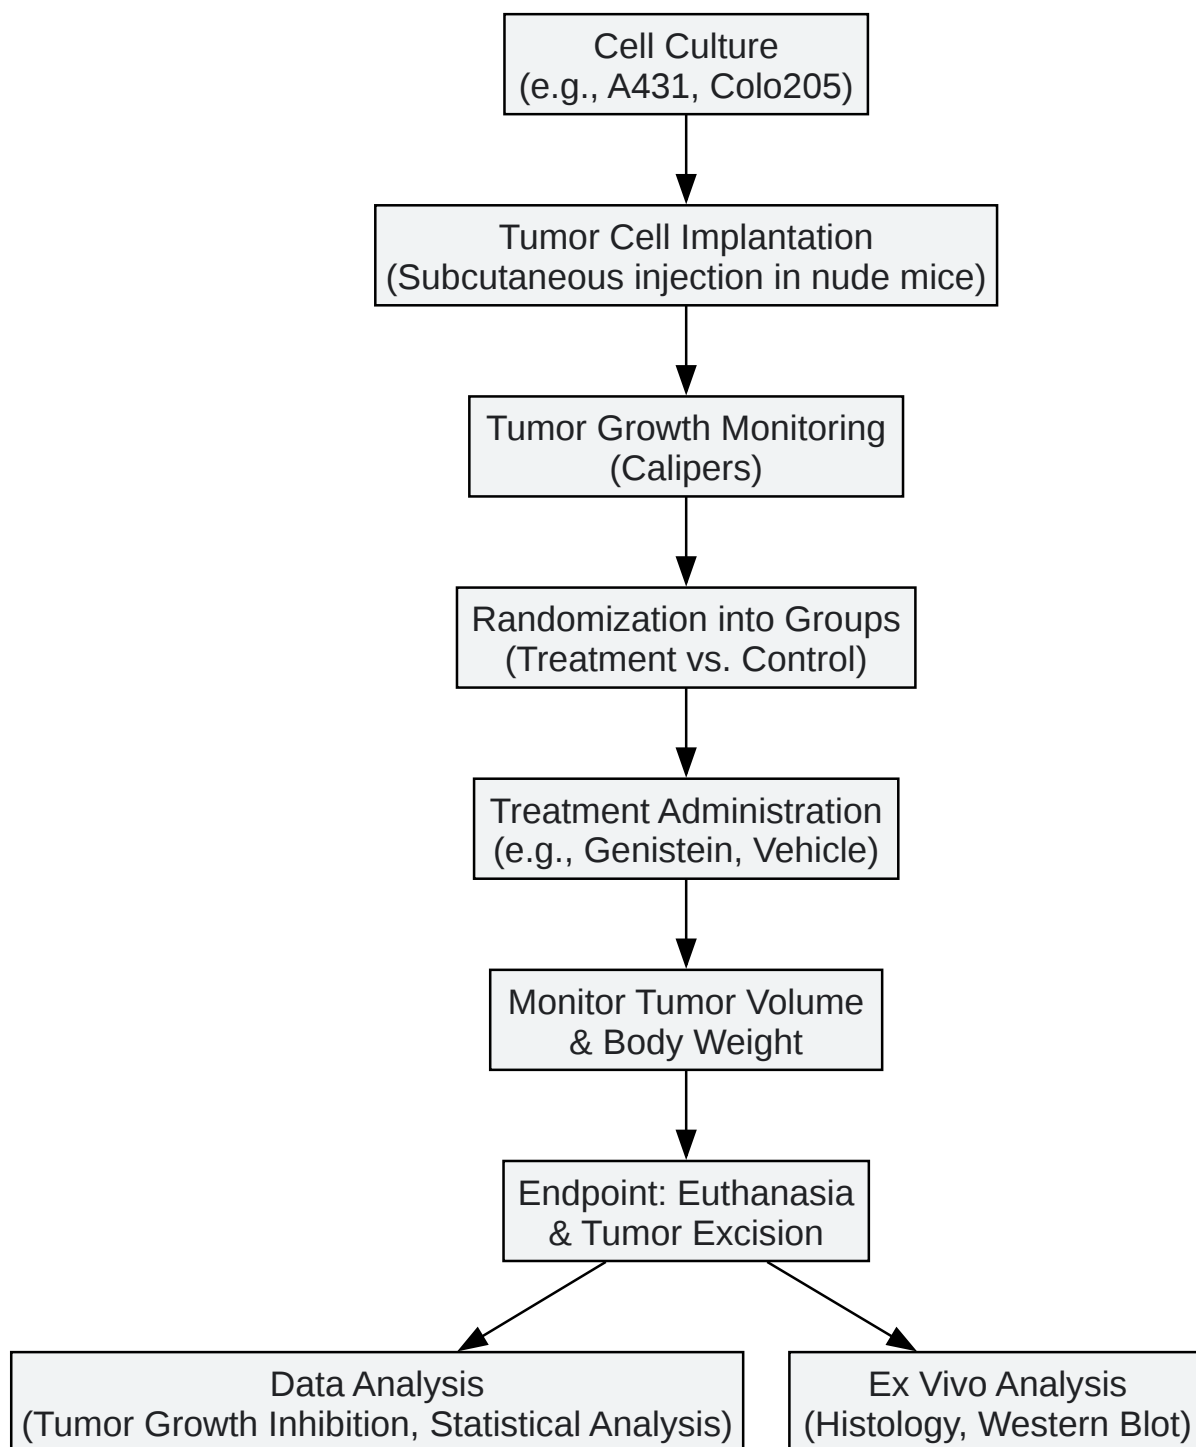 Cell Culture
(e.g., A431, Colo205)
Tumor Cell Implantation
(Subcutaneous injection in nude mice)
Tumor Growth Monitoring
(Calipers)
Randomization into Groups
(Treatment vs. Control)
Treatment Administration
(e.g., Genistein, Vehicle)
Monitor Tumor Volume
& Body Weight
Endpoint: Euthanasia
& Tumor Excision
Data Analysis
(Tumor Growth Inhibition, Statistical Analysis)
Ex Vivo Analysis
(Histology, Western Blot)